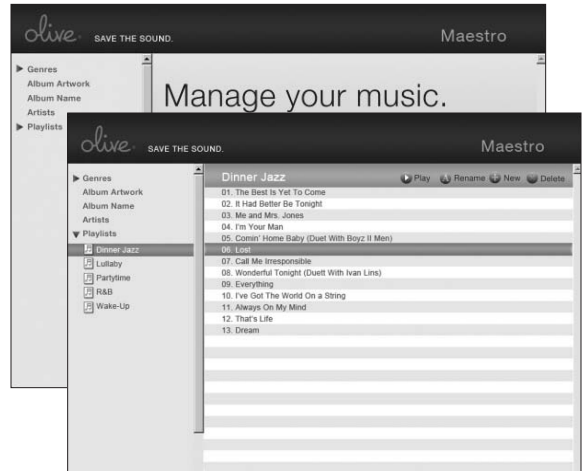 olive. SAVE THE SOUND. Maestro
Genres
Album Artwork
Album Name
Artists
Playlists
Manage your music.
olive. SAVE THE SOUND. Maestro
Genres
Album Artwork
Album Name
Artists
Playlists
Dinner Jazz
Lullaby
Partytime
R&B
Wake-Up
Dinner Jazz Play Rename New Delete
01. The Best Is Yet To Come
02. It Had Better Be Tonight
03. Me and Mrs. Jones
04. I'm Your Man
05. Comin' Home Baby (Duet With Boyz II Men)
06. Lost
07. Call Me Irresponsible
08. Wonderful Tonight (Duett With Ivan Lins)
09. Everything
10. I've Got The World On a String
11. Always On My Mind
12. That's Life
13. Dream